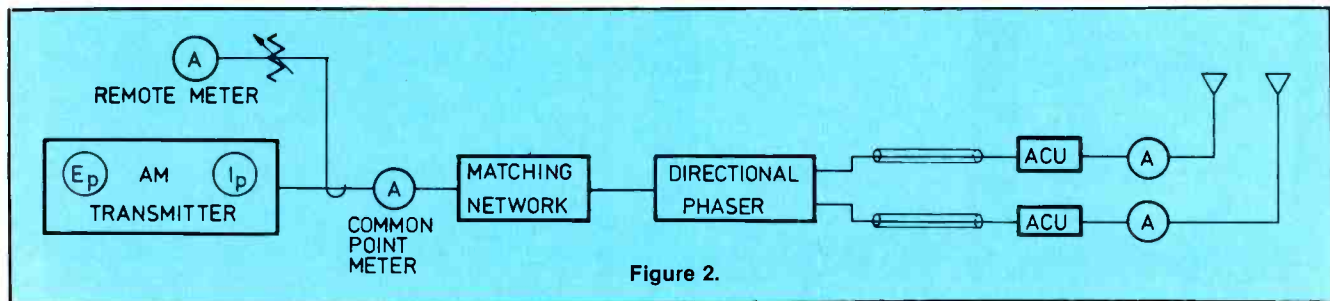 A
REMOTE METER
Ep AM Ip
TRANSMITTER
A
COMMON
POINT
METER
MATCHING
NETWORK
DIRECTIONAL
PHASER
ACU
A
ACU
A
Figure 2.